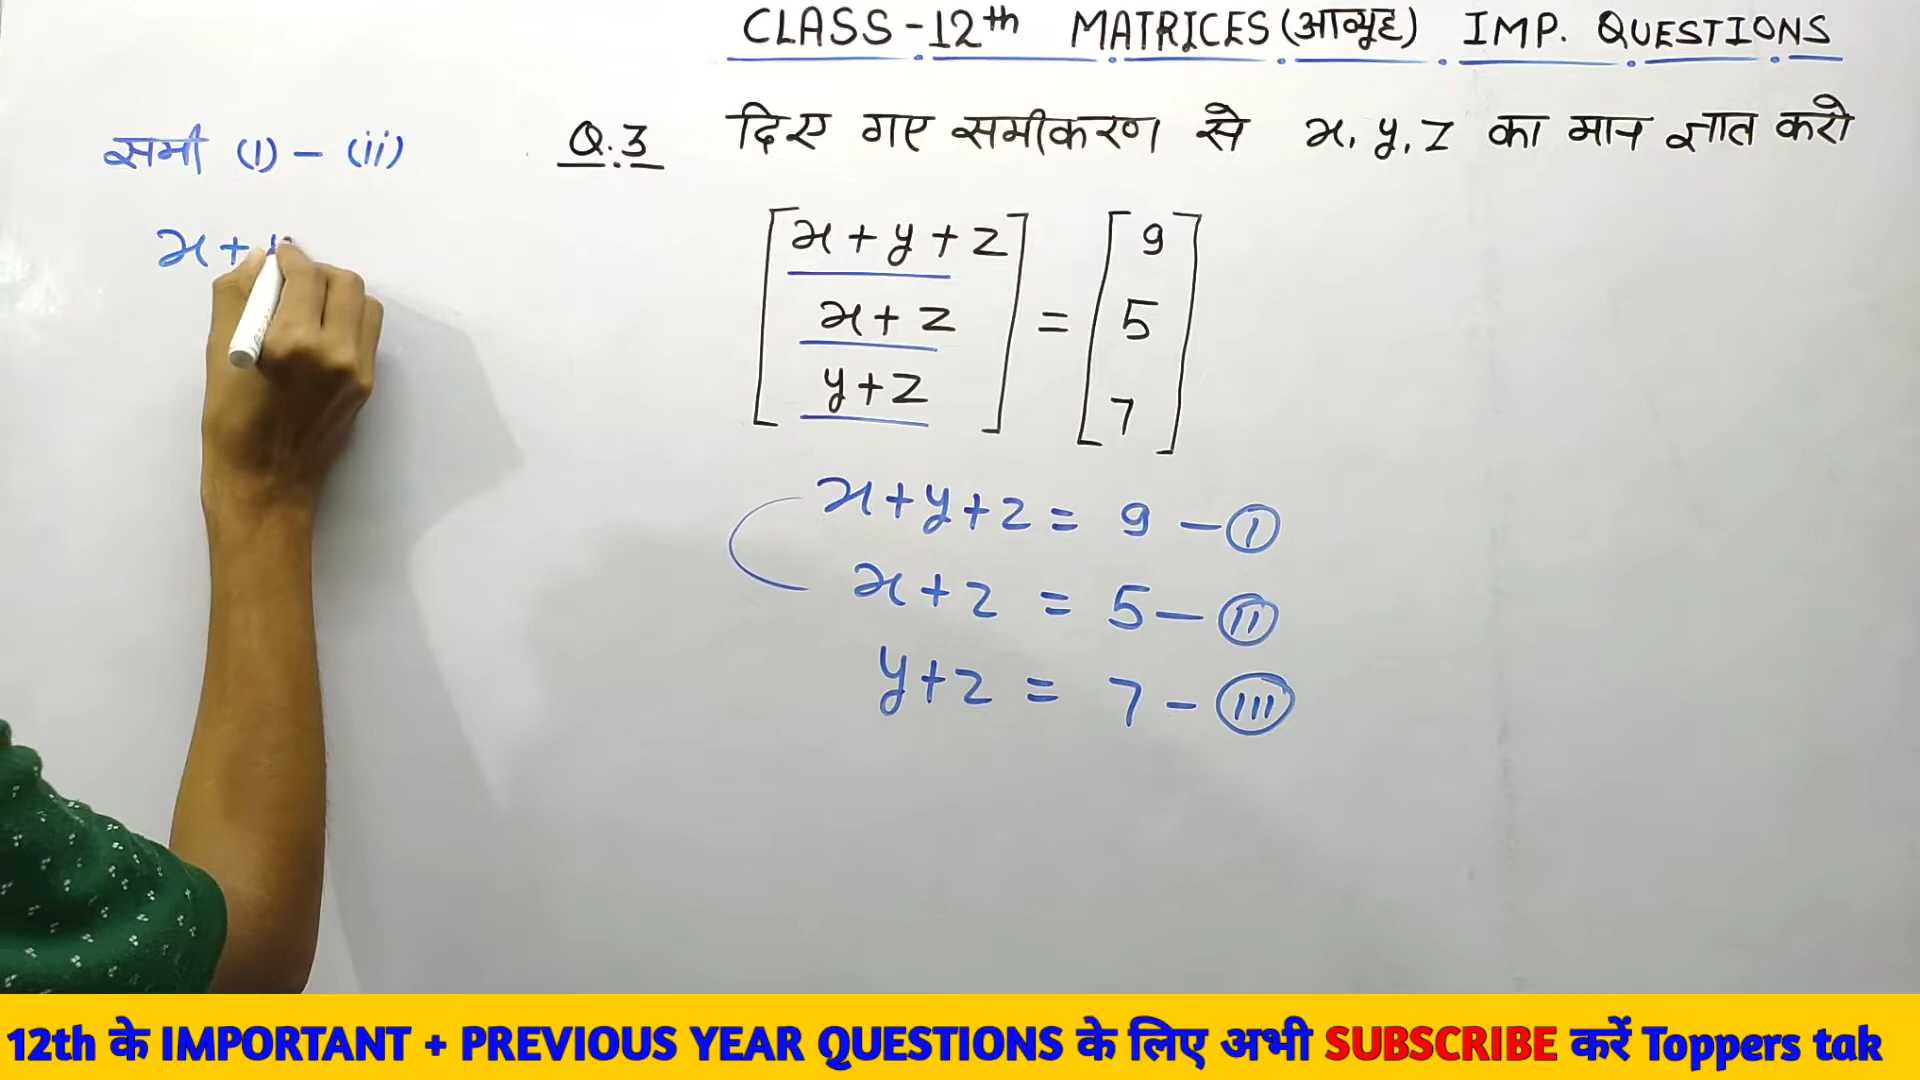 CLASS-12th MATRICES (आव्यूह) IMP. QUESTIONS
Q.3 दिए गए समीकरण से x, y, z का मान ज्ञात करो
[x+y+z
x+z
y+z] = [9
5
7]
x+y+z = 9 - (I)
x+z = 5 - (II)
y+z = 7 - (III)
समी (i) - (ii)
x+
12th के IMPORTANT + PREVIOUS YEAR QUESTIONS के लिए अभी SUBSCRIBE करें Toppers tak